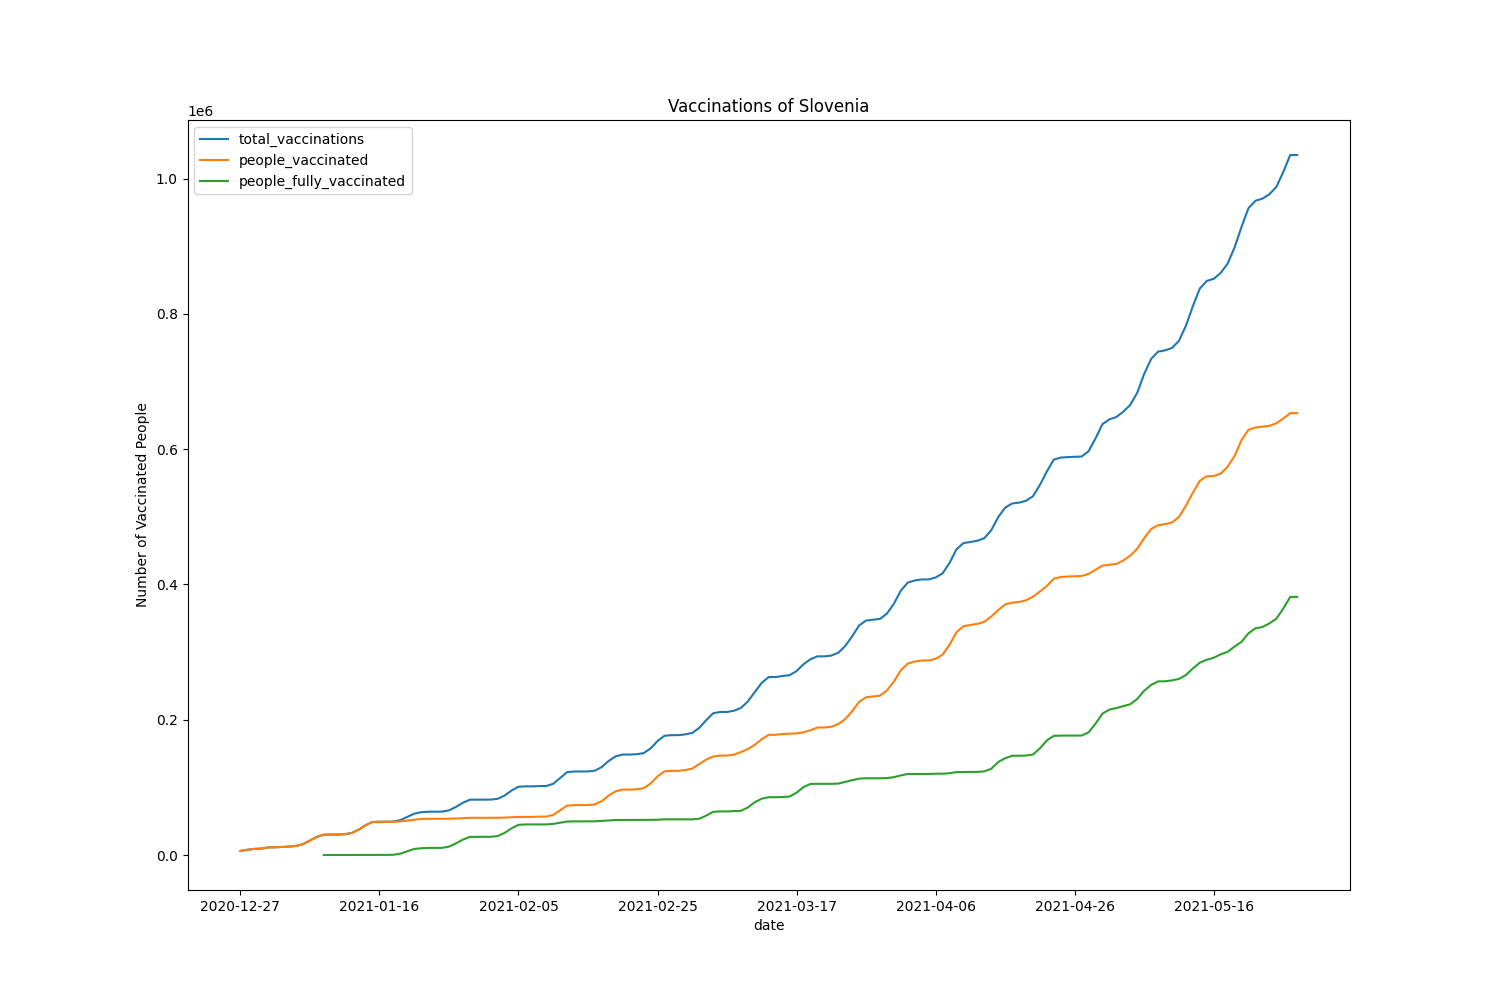 Vaccinations of Slovenia
1e6
total_vaccinations
people_vaccinated
people_fully_vaccinated
1.0
0.8
0.6
0.4
0.2
0.0
Number of Vaccinated People
2020-12-27 2021-01-16 2021-02-05 2021-02-25 2021-03-17 2021-04-06 2021-04-26 2021-05-16
date